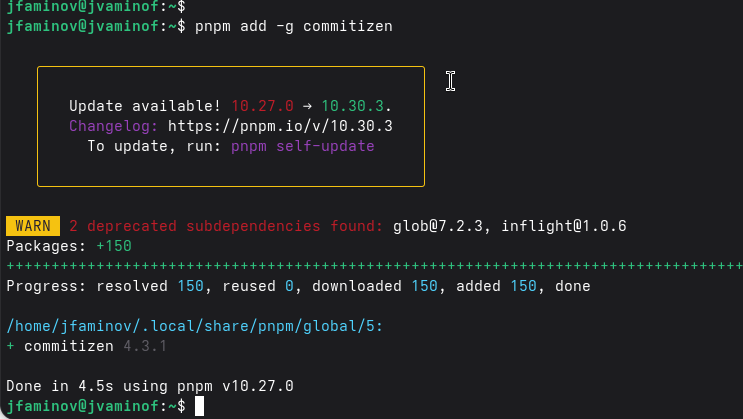 jfaminov@jvaminof:~$
jfaminov@jvaminof:~$ pnpm add -g commitizen
Update available! 10.27.0 → 10.30.3.
Changelog: https://pnpm.io/v/10.30.3
To update, run: pnpm self-update
WARN 2 deprecated subdependencies found: glob@7.2.3, inflight@1.0.6
Packages: +150
++++++++++++++++++++++++++++++++++++++++++++++++++++++++++++++++++++++++++++++++++
Progress: resolved 150, reused 0, downloaded 150, added 150, done
/home/jfaminov/.local/share/pnpm/global/5:
+ commitizen 4.3.1
Done in 4.5s using pnpm v10.27.0
jfaminov@jvaminof:~$